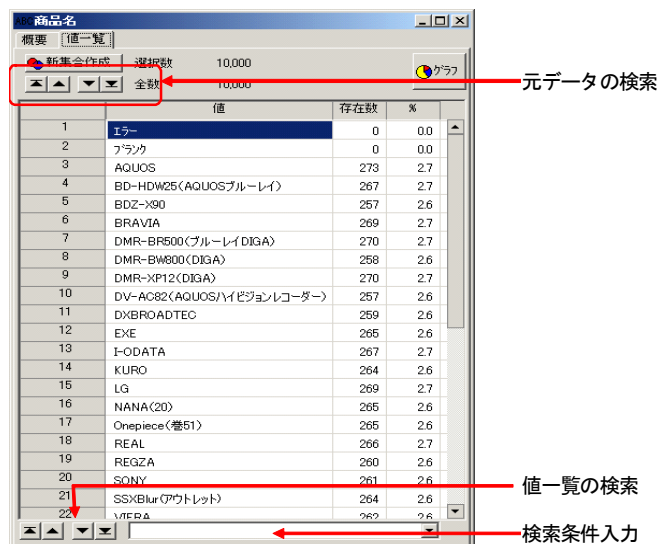 ABC 商品名
概要 値一覧
新集合作成 選択数 10,000 グラフ
全数 10,000
元データの検索
値 存在数 %
1 エラー 0 0.0
2 ブランク 0 0.0
3 AQUOS 273 2.7
4 BD-HDW25(AQUOSブルーレイ) 267 2.7
5 BDZ-X90 257 2.6
6 BRAVIA 269 2.7
7 DMR-BR500(ブルーレイDIGA) 270 2.7
8 DMR-BW800(DIGA) 258 2.6
9 DMR-XP12(DIGA) 270 2.7
10 DV-AC82(AQUOSハイビジョンレコーダー) 257 2.6
11 DXBROADTEC 259 2.6
12 EXE 265 2.6
13 I-ODATA 267 2.7
14 KURO 264 2.6
15 LG 269 2.7
16 NANA(20) 265 2.6
17 Onepiece(巻51) 265 2.6
18 REAL 266 2.7
19 REGZA 260 2.6
20 SONY 261 2.6
21 SSXBlur(アウトレット) 264 2.6
22 VIERA 262 2.6
値一覧の検索
検索条件入力